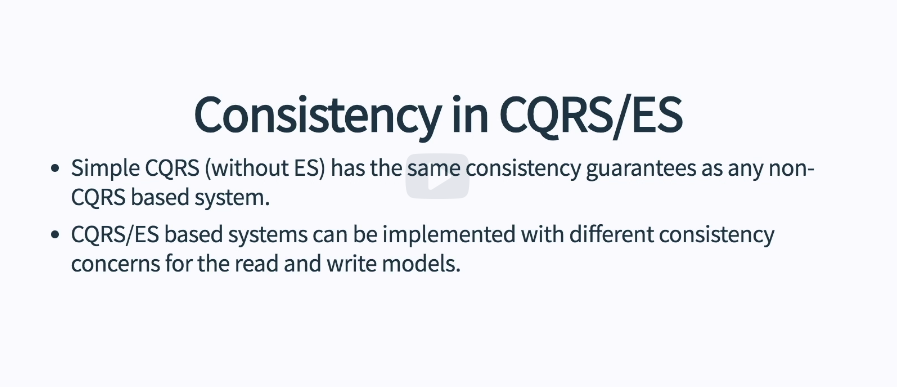 Consistency in CQRS/ES
• Simple CQRS (without ES) has the same consistency guarantees as any non-
CQRS based system.
• CQRS/ES based systems can be implemented with different consistency
concerns for the read and write models.